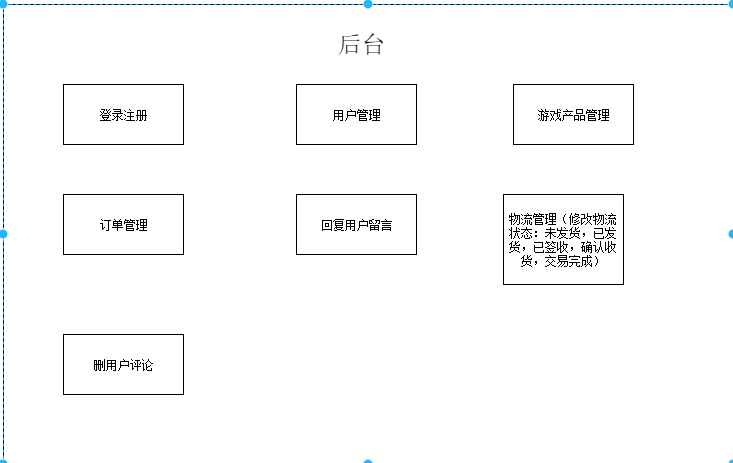 后台
登录注册
用户管理
游戏产品管理
订单管理
回复用户留言
物流管理（修改物流
状态：未发货，已发
货，已签收，确认收
货，交易完成）
删用户评论